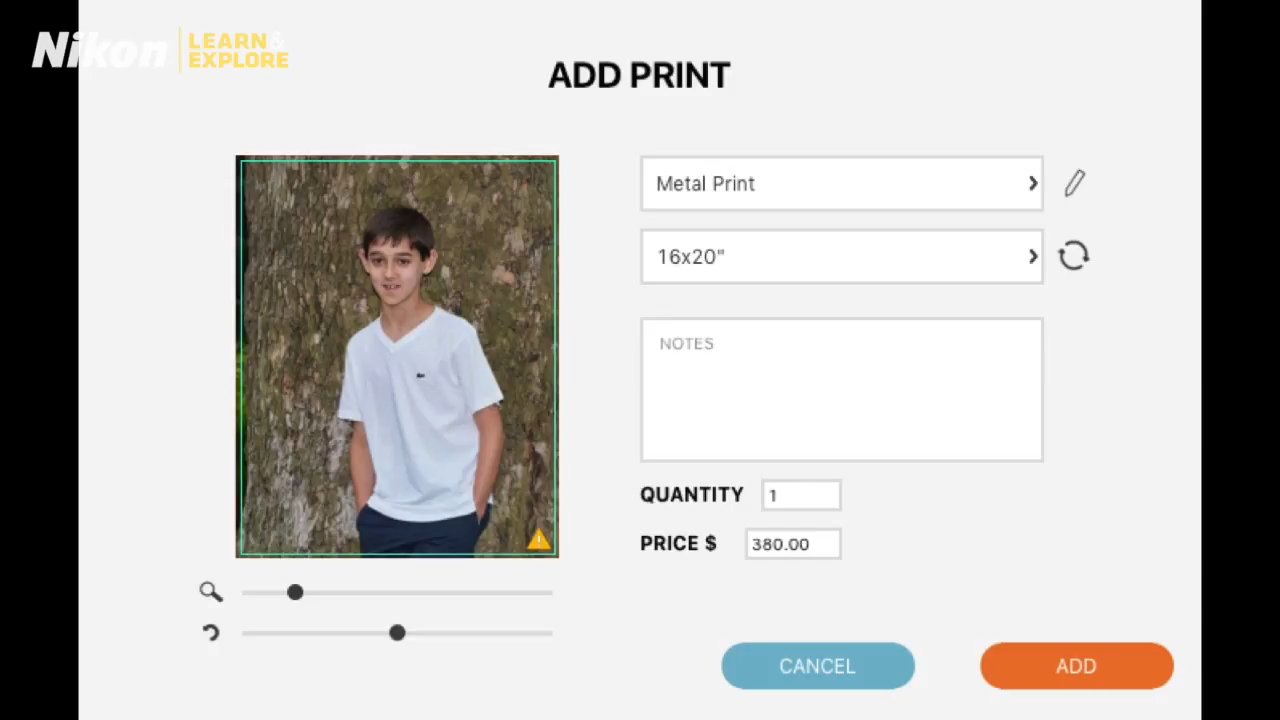 Nikon
LEARN &
EXPLORE
ADD PRINT
Metal Print
16x20"
NOTES
QUANTITY 1
PRICE $ 380.00
CANCEL
ADD